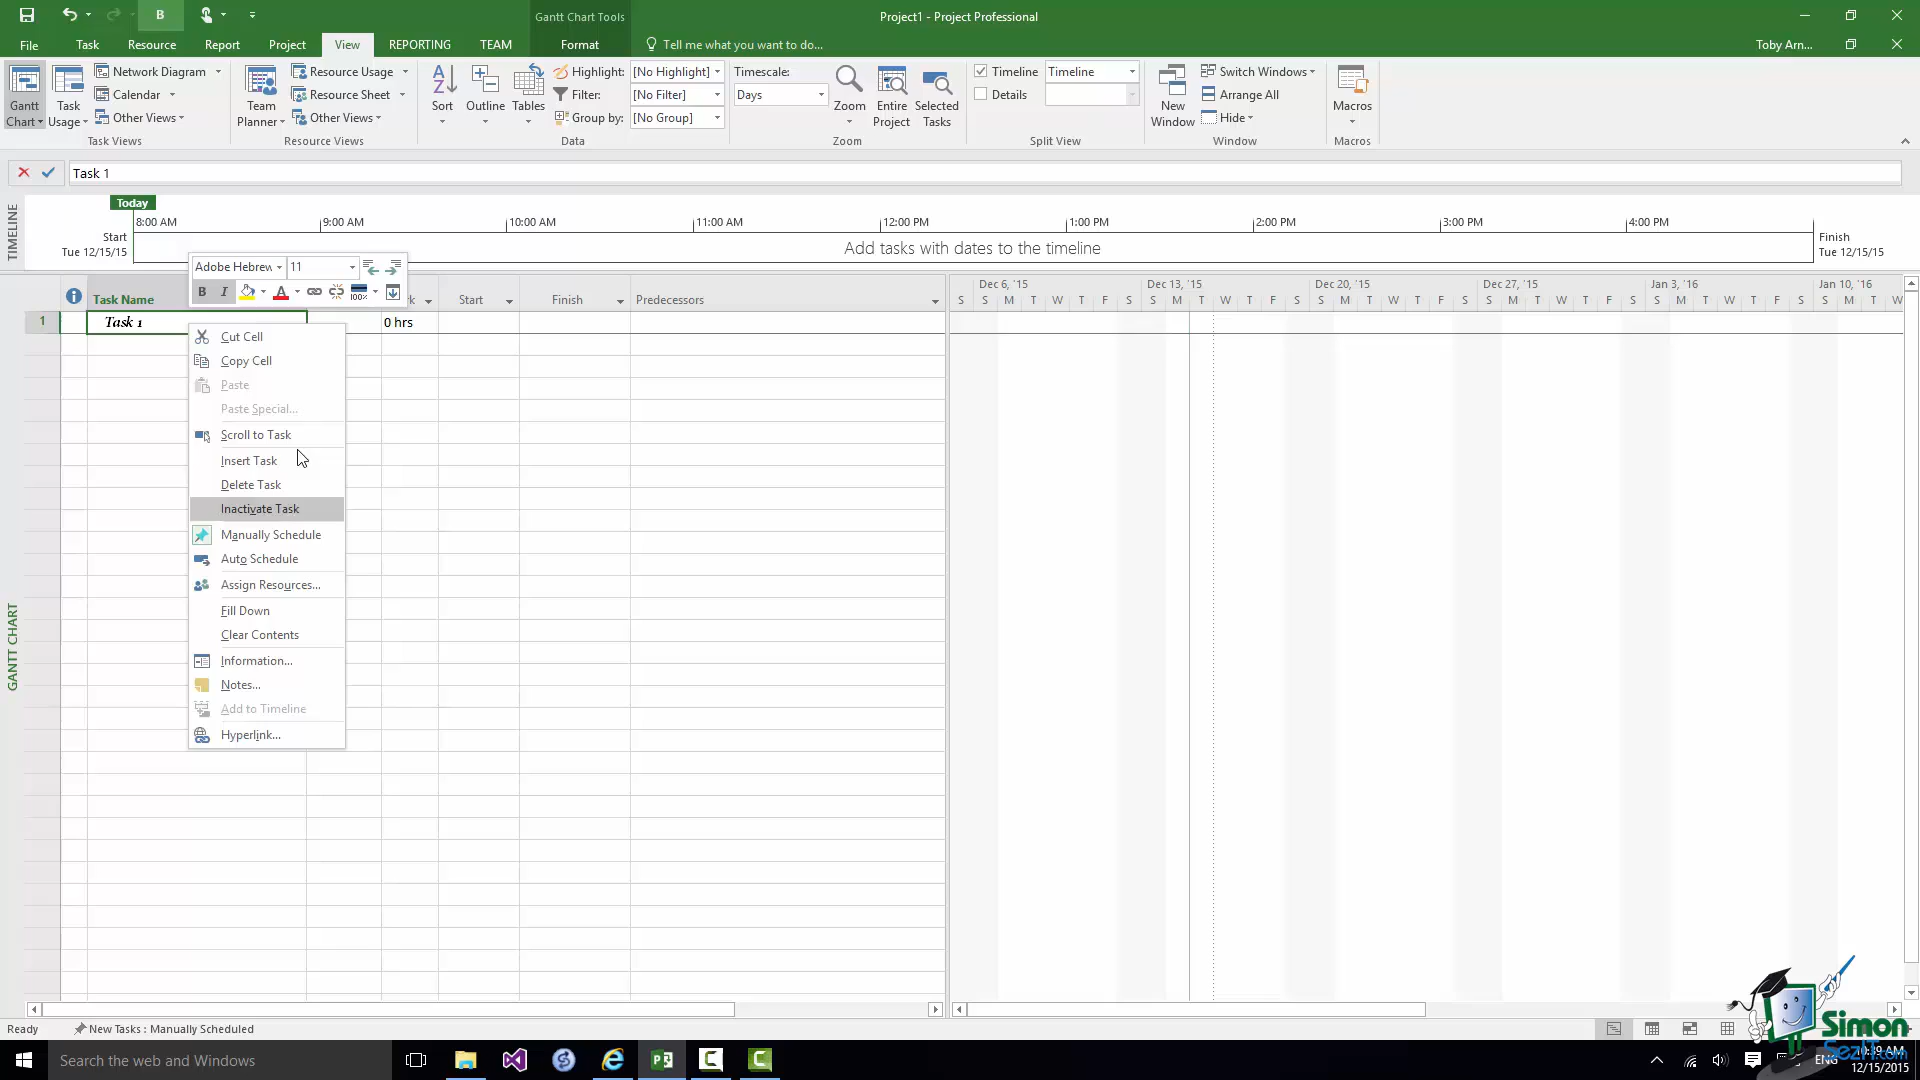 B
Gantt Chart Tools
Project1 - Project Professional
File Task Resource Report Project View REPORTING TEAM Format Tell me what you want to do... Toby Arn...
Gantt Chart
Task Usage
Network Diagram
Calendar
Other Views
Task Views
Team Planner
Resource Usage
Resource Sheet
Other Views
Resource Views
Sort
Outline
Tables
Highlight: [No Highlight]
Filter: [No Filter]
Group by: [No Group]
Data
Timescale:
Days
Zoom
Entire Project
Selected Tasks
Zoom
Timeline Timeline
Details
Split View
New Window
Switch Windows
Arrange All
Hide
Window
Macros
Macros
Task 1
TIMELINE
Today
8:00 AM 9:00 AM 10:00 AM 11:00 AM 12:00 PM 1:00 PM 2:00 PM 3:00 PM 4:00 PM
Start
Tue 12/15/15
Add tasks with dates to the timeline
Finish
Tue 12/15/15
Adobe Hebrew 11
B I A 100%
Task Name Start Finish Predecessors
Dec 6, '15 Dec 13, '15 Dec 20, '15 Dec 27, '15 Jan 3, '16 Jan 10, '16
S S M T W T F S S M T W T F S S M T W T F S S M T W T F S S M T W T F S S M T W
1 Task 1 0 hrs
Cut Cell
Copy Cell
Paste
Paste Special...
Scroll to Task
Insert Task
Delete Task
Inactivate Task
Manually Schedule
Auto Schedule
Assign Resources...
Fill Down
Clear Contents
Information...
Notes...
Add to Timeline
Hyperlink...
GANTT CHART
Ready New Tasks : Manually Scheduled
Simon
SezIT.com
Search the web and Windows
ENG
10:39 AM
12/15/2015